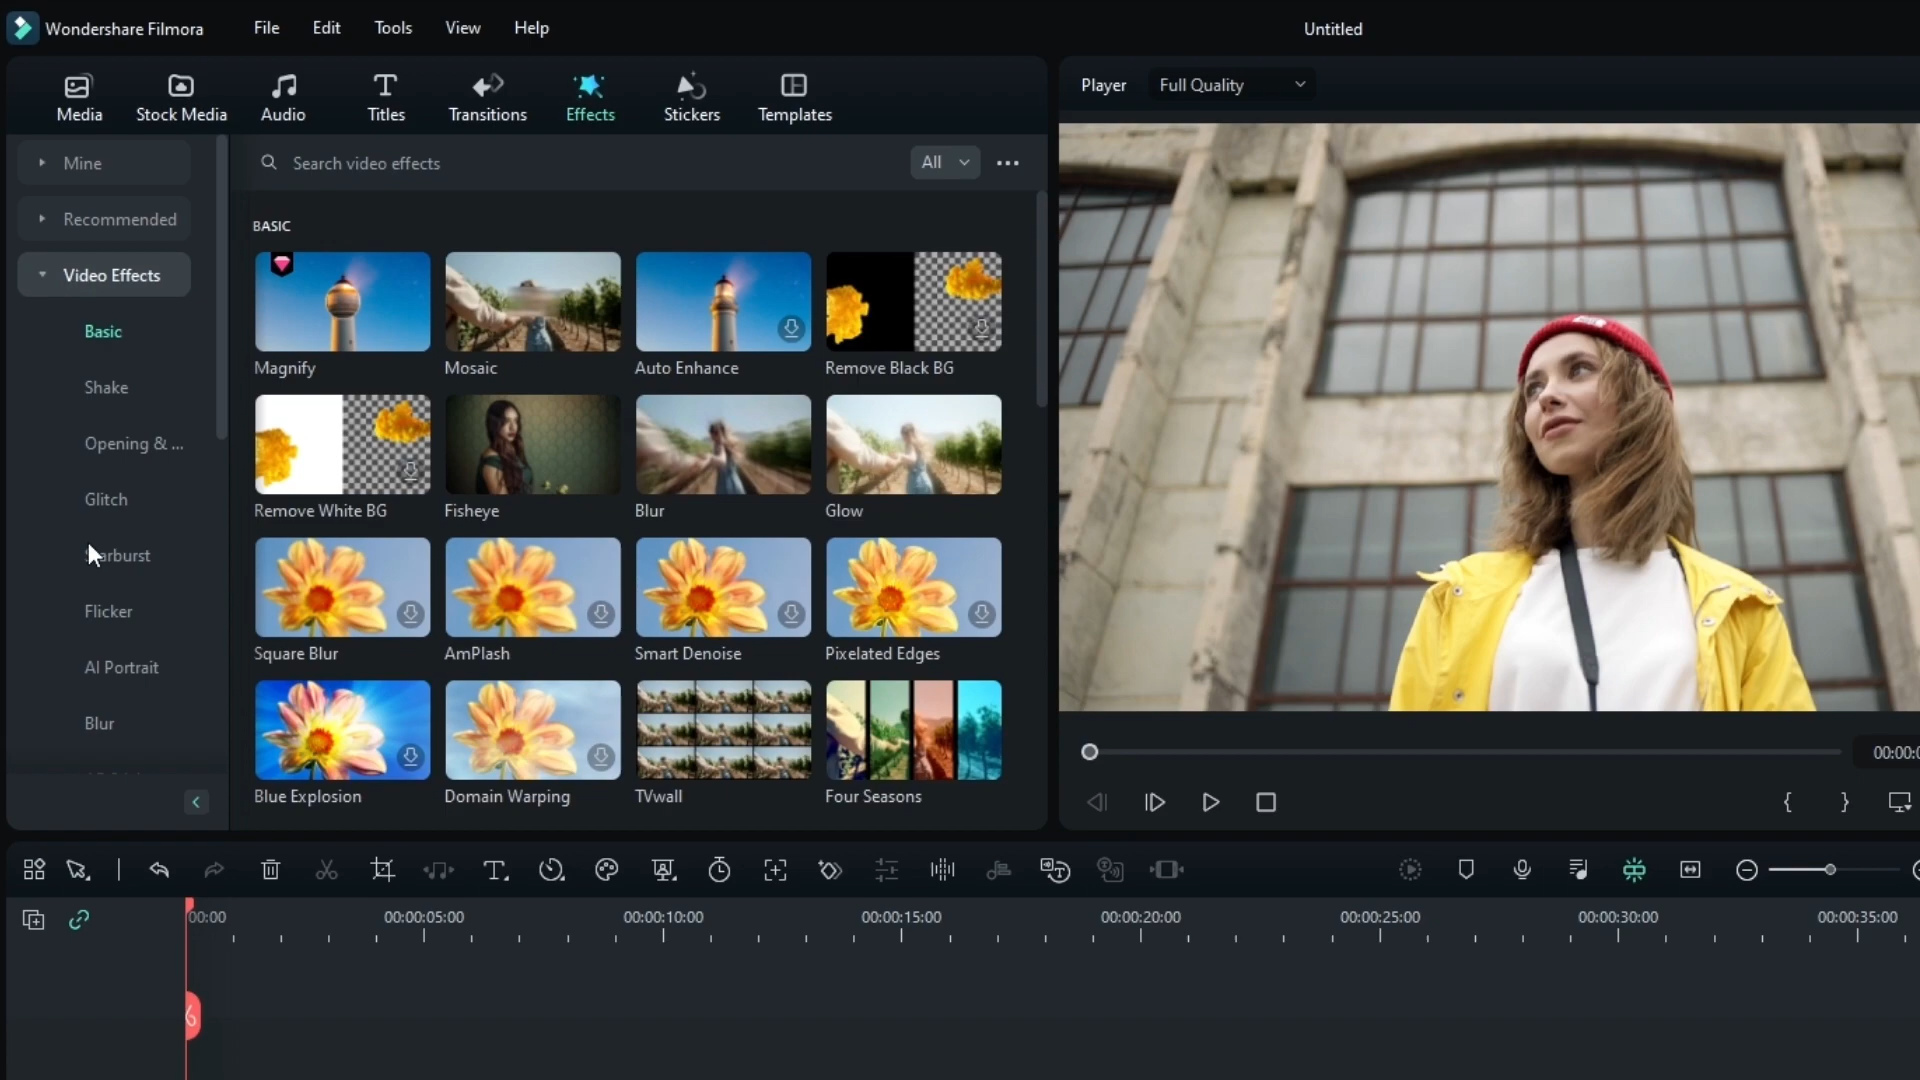 Wondershare Filmora
File
Edit
Tools
View
Help
Untitled
Media
Stock Media
Audio
Titles
Transitions
Effects
Stickers
Templates
Player
Full Quality
Mine
Recommended
Video Effects
Basic
Shake
Opening & ...
Glitch
arburst
Flicker
AI Portrait
Blur
Search video effects
All
BASIC
Magnify
Mosaic
Auto Enhance
Remove Black BG
Remove White BG
Fisheye
Blur
Glow
Square Blur
AmPlash
Smart Denoise
Pixelated Edges
Blue Explosion
Domain Warping
TVwall
Four Seasons
00:00:0
00:00
00:00:05:00
00:00:10:00
00:00:15:00
00:00:20:00
00:00:25:00
00:00:30:00
00:00:35:00